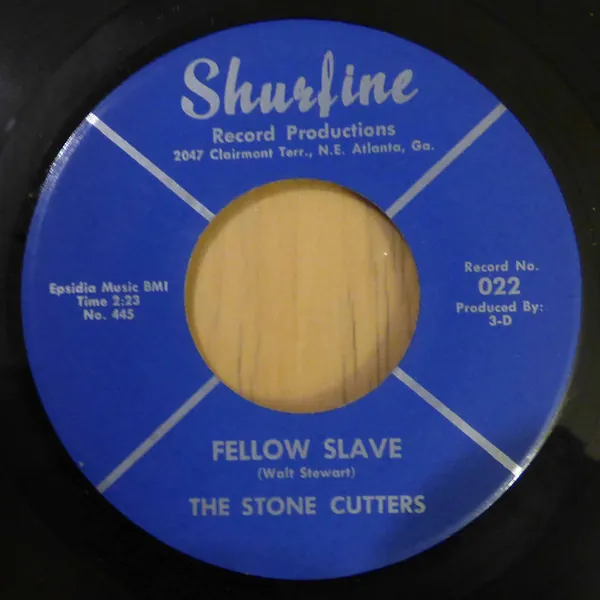 Shurfine
Record Productions
2047 Clairmont Terr., N.E. Atlanta, Ga.
Epsidia Music BMI
Time 2:23
No. 445
Record No.
022
Produced By:
3-D
FELLOW SLAVE
(Walt Stewart)
THE STONE CUTTERS